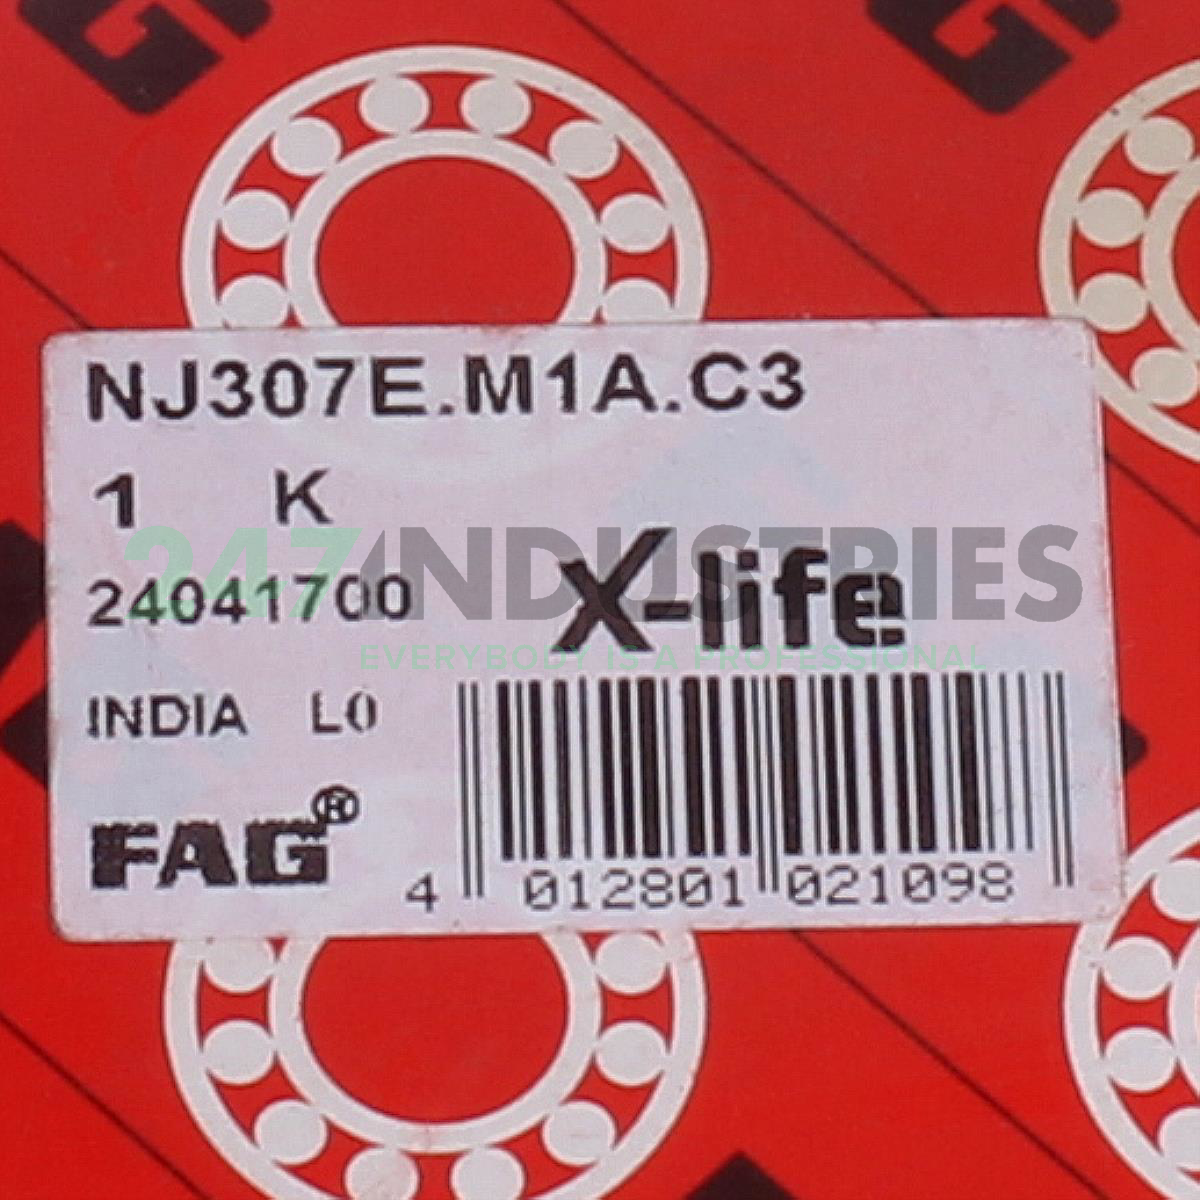 NJ307E.M1A.C3
1 K
24041700
247INDUSTRIES
X-life
EVERYBODY IS A PROFESSIONAL
INDIA L0
FAG®
4 012801 021098